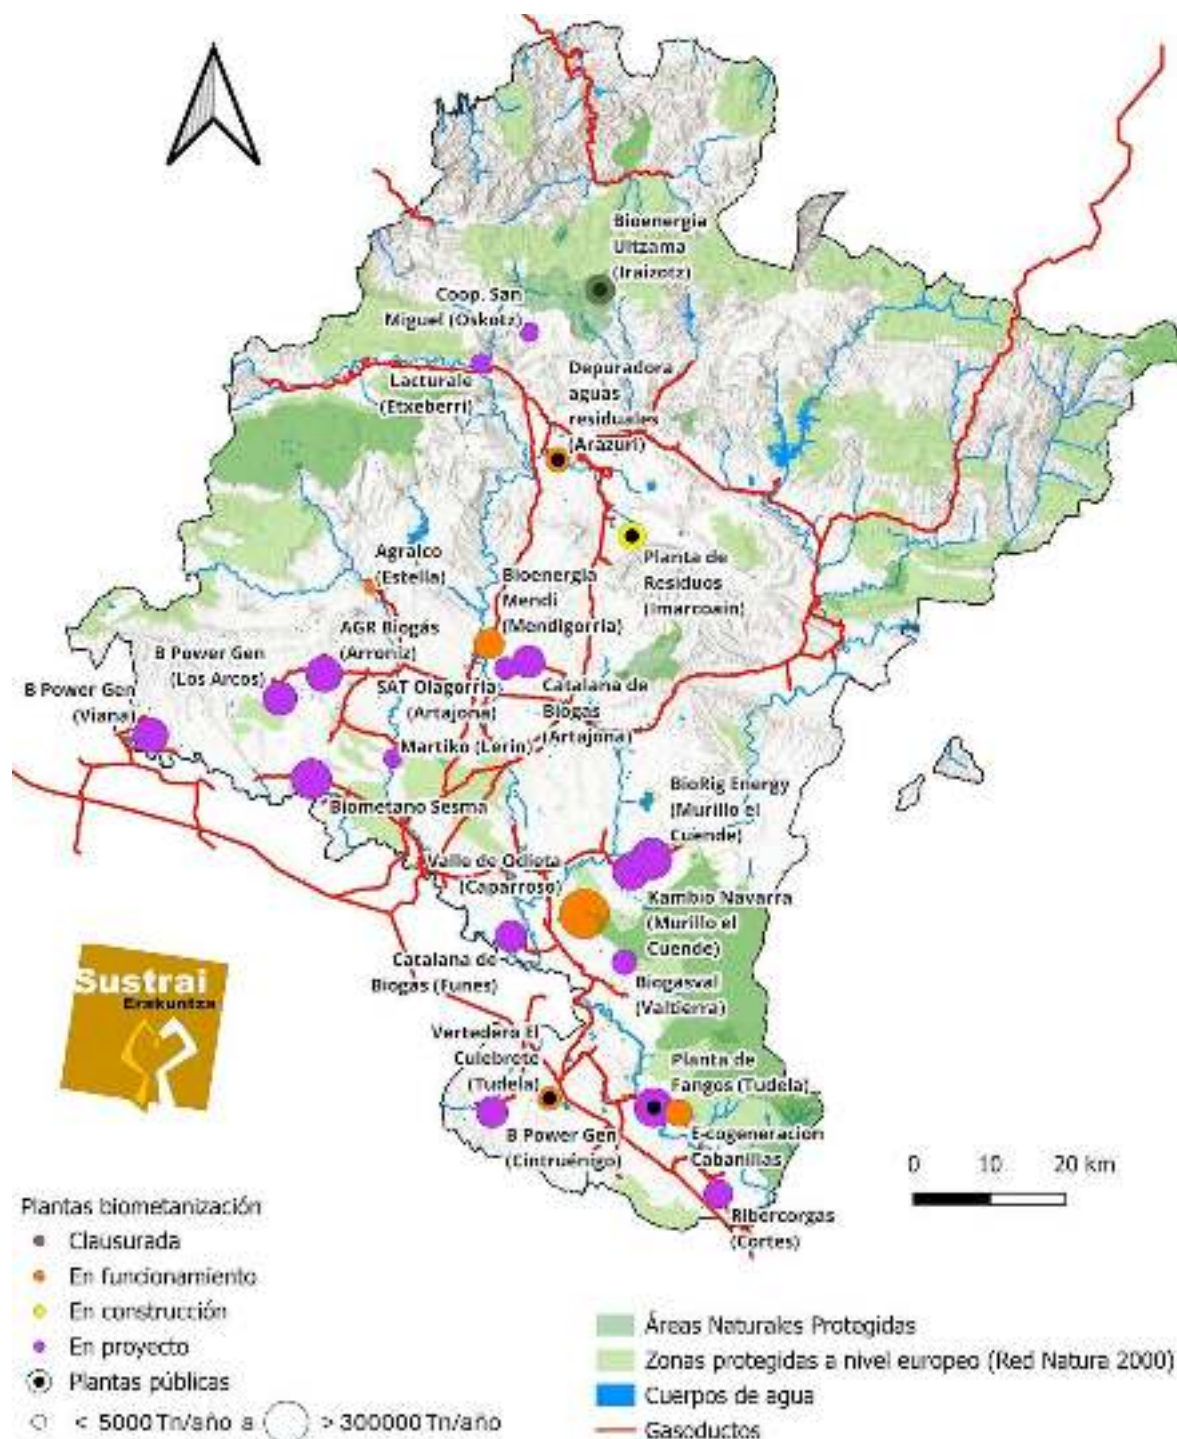 Bioenergia
Ultzama
(Iraizotz)
Coop. San
Miguel (Oskotz)
Lacturale
(Etxeberri)
Depuradora
aguas
residuales
(Arazuri)
Agralco
(Estella)
Bioenergia
Mendi
(Mendigorria)
Planta de
Residuos
(Imarcoain)
AGR Biogás
(Arroniz)
B Power Gen
(Los Arcos)
B Power Gen
(Viana)
SAT Olagorria
(Artajona)
Catalana de
Biogas
(Artajona)
Martiko (Lerin)
Biometano Sesma
BioRig Energy
(Murillo el
Cuende)
Valle de Odieta
(Caparroso)
Kambio Navarra
(Murillo el
Cuende)
Catalana de
Biogás (Funes)
Biogasval
(Valtierra)
Sustrai
Erakuntza
Vertedero El
Culebrete
(Tudela)
Planta de
Fangos (Tudela)
B Power Gen
(Cintruénigo)
E-cogeneracion
Cabanillas
Ribercorgas
(Cortes)
0 10 20 km
Plantas biometanización
Clausurada
En funcionamiento
En construcción
En proyecto
Plantas públicas
< 5000 Tn/año a > 300000 Tn/año
Áreas Naturales Protegidas
Zonas protegidas a nivel europeo (Red Natura 2000)
Cuerpos de agua
Gasoductos